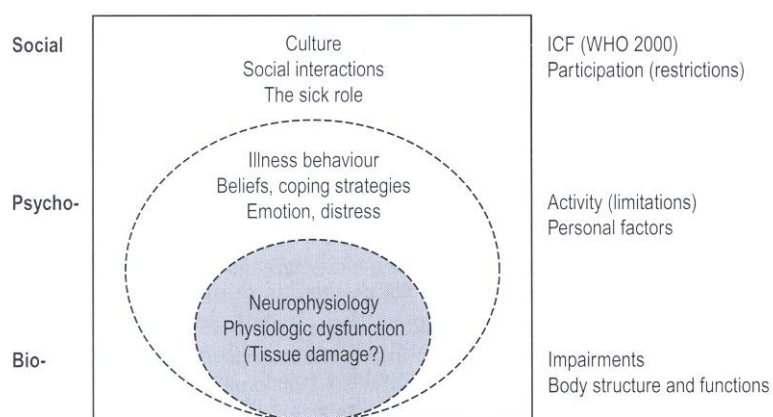 Social
Culture
Social interactions
The sick role
ICF (WHO 2000)
Participation (restrictions)
Psycho-
Illness behaviour
Beliefs, coping strategies
Emotion, distress
Activity (limitations)
Personal factors
Bio-
Neurophysiology
Physiologic dysfunction
(Tissue damage?)
Impairments
Body structure and functions